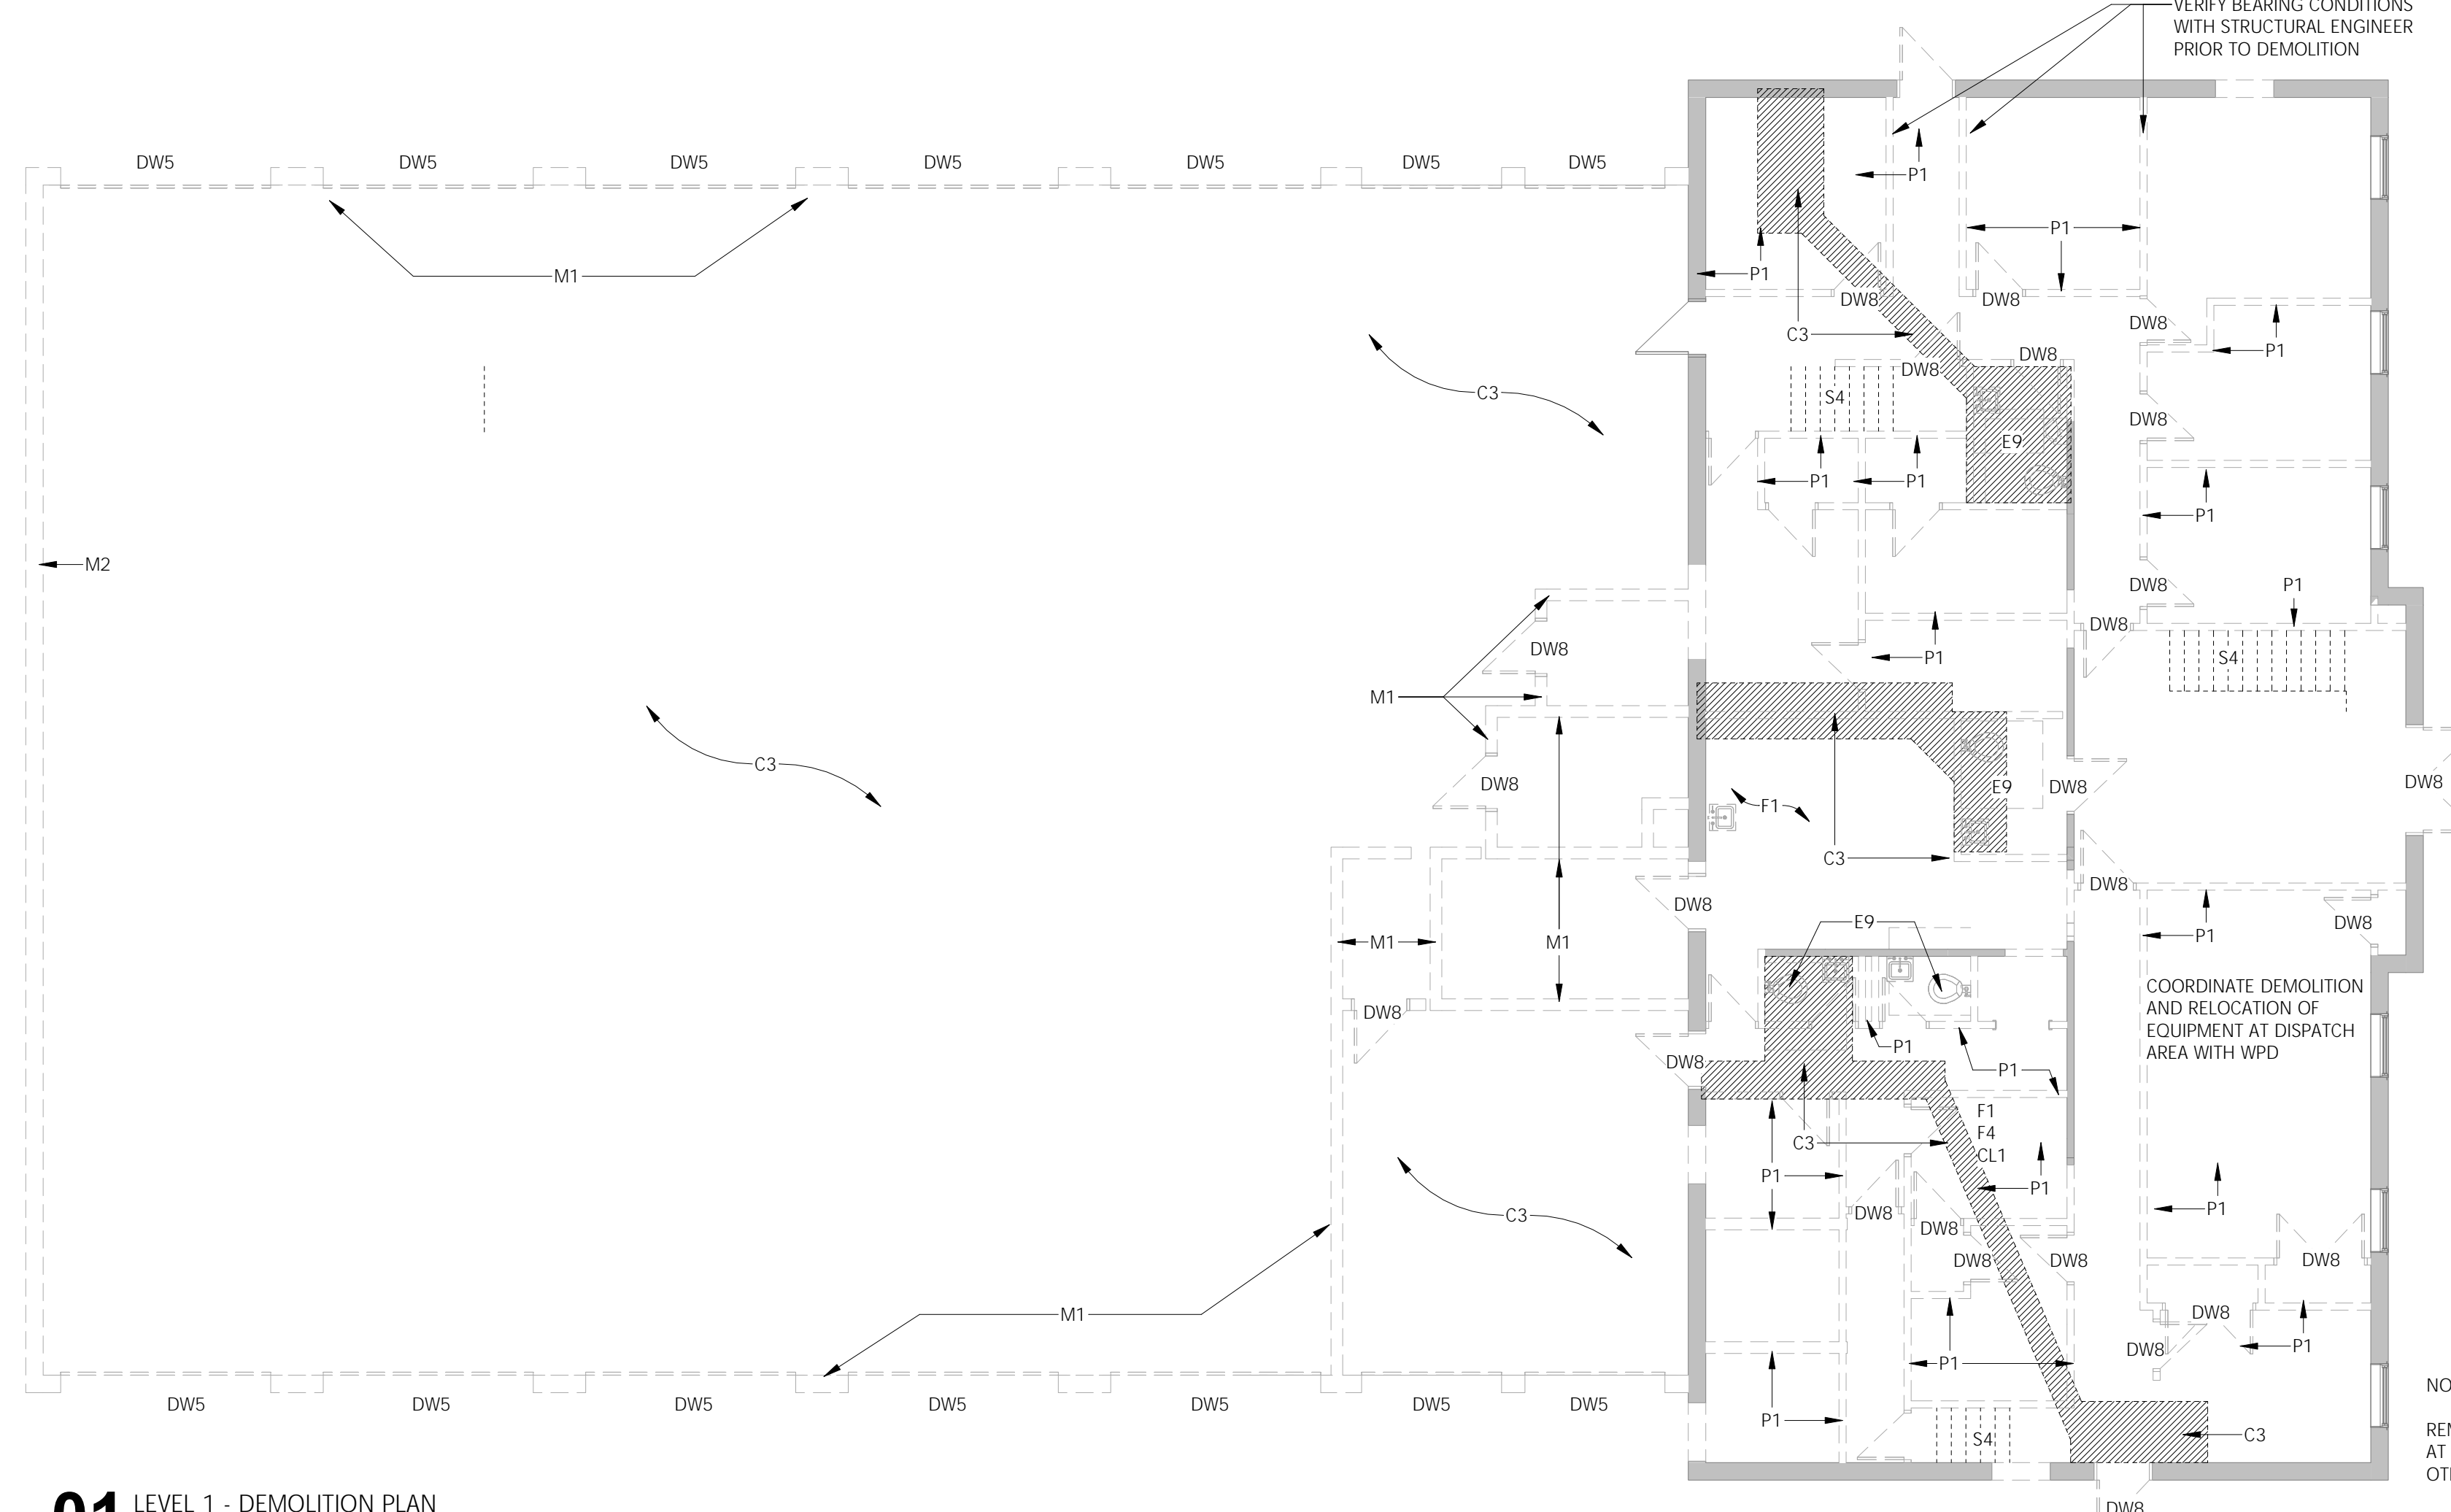 VERIFY BEARING CONDITIONS
WITH STRUCTURAL ENGINEER
PRIOR TO DEMOLITION
DW5 DW5 DW5 DW5 DW5 DW5 DW5
P1
P1
M1
P1
DW8 DW8
DW8
C3
P1
DW8
DW8
C3
S4
DW8
E9
P1 P1
P1
M2
DW8 P1
DW8
DW8
P1
S4
M1
C3
DW8
E9 DW8
DW8
F1
C3
DW8
DW8
E9
DW8
P1
M1 M1
COORDINATE DEMOLITION
AND RELOCATION OF
EQUIPMENT AT DISPATCH
AREA WITH WPD
DW8
P1
DW8
P1
F1
F4
CL1
C3
P1
P1
P1
C3
DW8
DW8
DW8 DW8 DW8
M1
DW8
DW8
P1
P1
NO
DW5 DW5 DW5 DW5 DW5 DW5 DW5
P1
REM
AT
OTH
S4
C3
01 LEVEL 1 - DEMOLITION PLAN
DW8